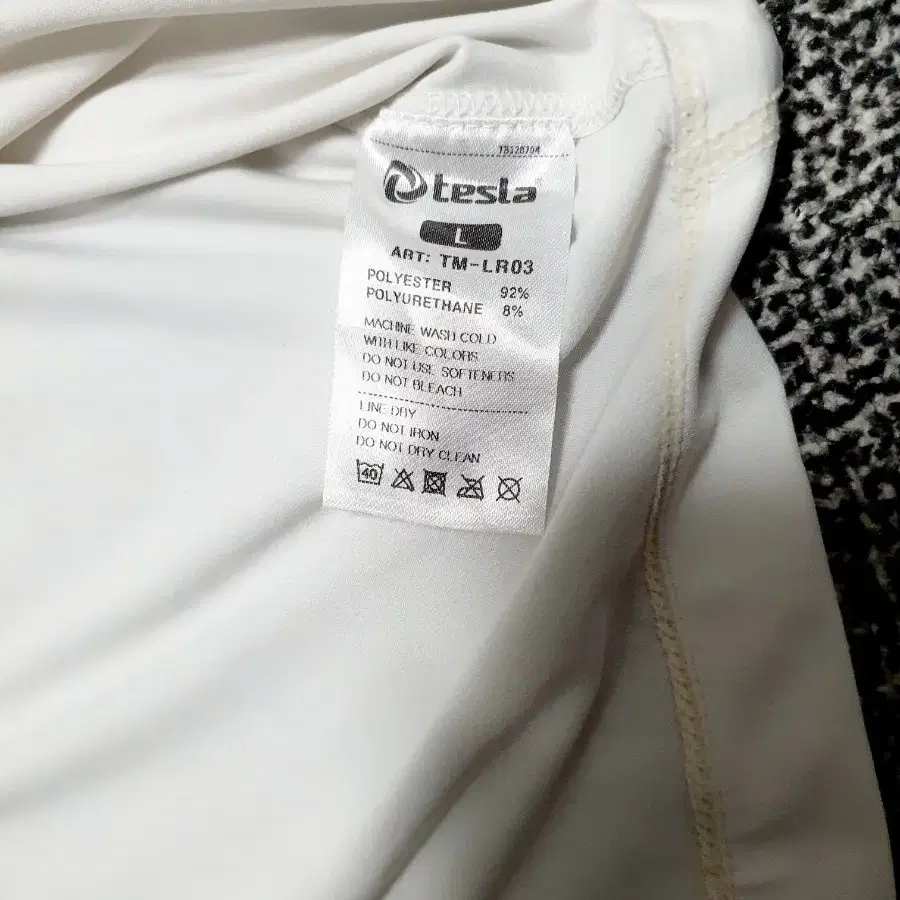 tesla
L
ART: TM-LR03
POLYESTER 92%
POLYURETHANE 8%
MACHINE WASH COLD
WITH LIKE COLORS
DO NOT USE SOFTENERS
DO NOT BLEACH
LINE DRY
DO NOT IRON
DO NOT DRY CLEAN
40